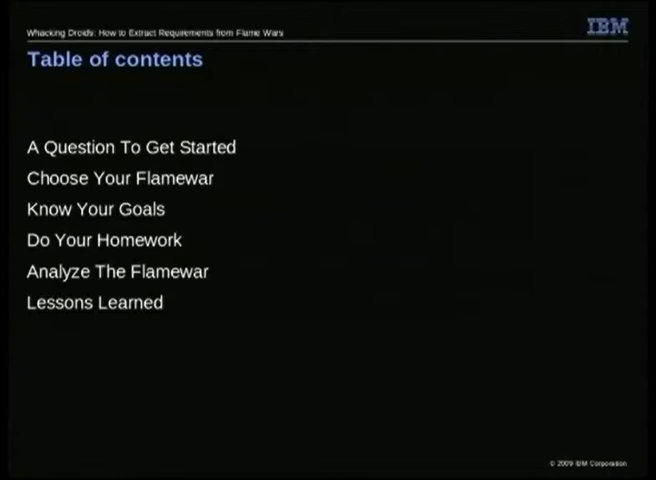 Whacking Droids: How to Extract Requirements from Flame Wars
IBM
Table of contents
A Question To Get Started
Choose Your Flamewar
Know Your Goals
Do Your Homework
Analyze The Flamewar
Lessons Learned
© 2009 IBM Corporation